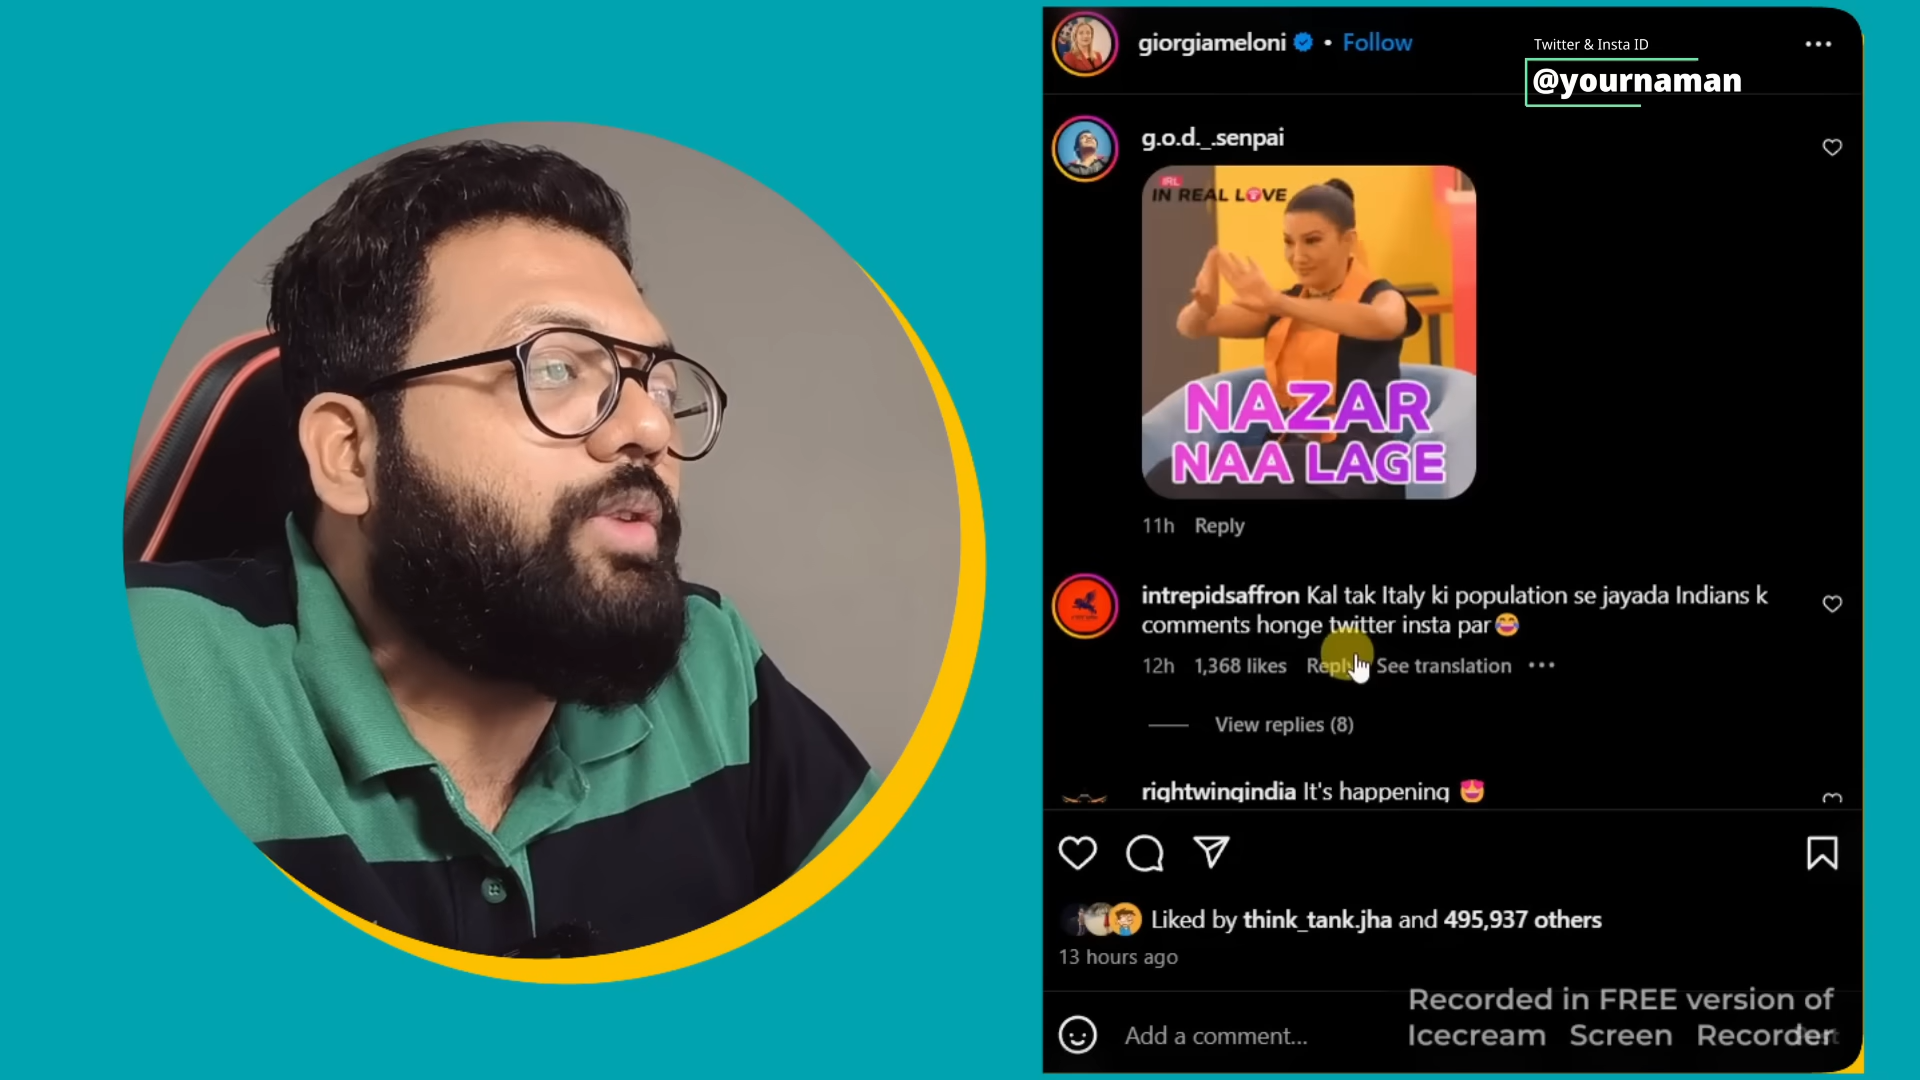 giorgiameloni • Follow
Twitter & Insta ID
@yournaman
g.o.d._.senpai
IRL
IN REAL LOVE
NAZAR
NAA LAGE
11h Reply
intrepidsaffron Kal tak Italy ki population se jayada Indians k
comments honge twitter insta par😂
12h 1,368 likes Reply See translation
View replies (8)
rightwingindia It's happening 😍
Liked by think_tank.jha and 495,937 others
13 hours ago
Add a comment...
Recorded in FREE version of
Icecream Screen Recorder